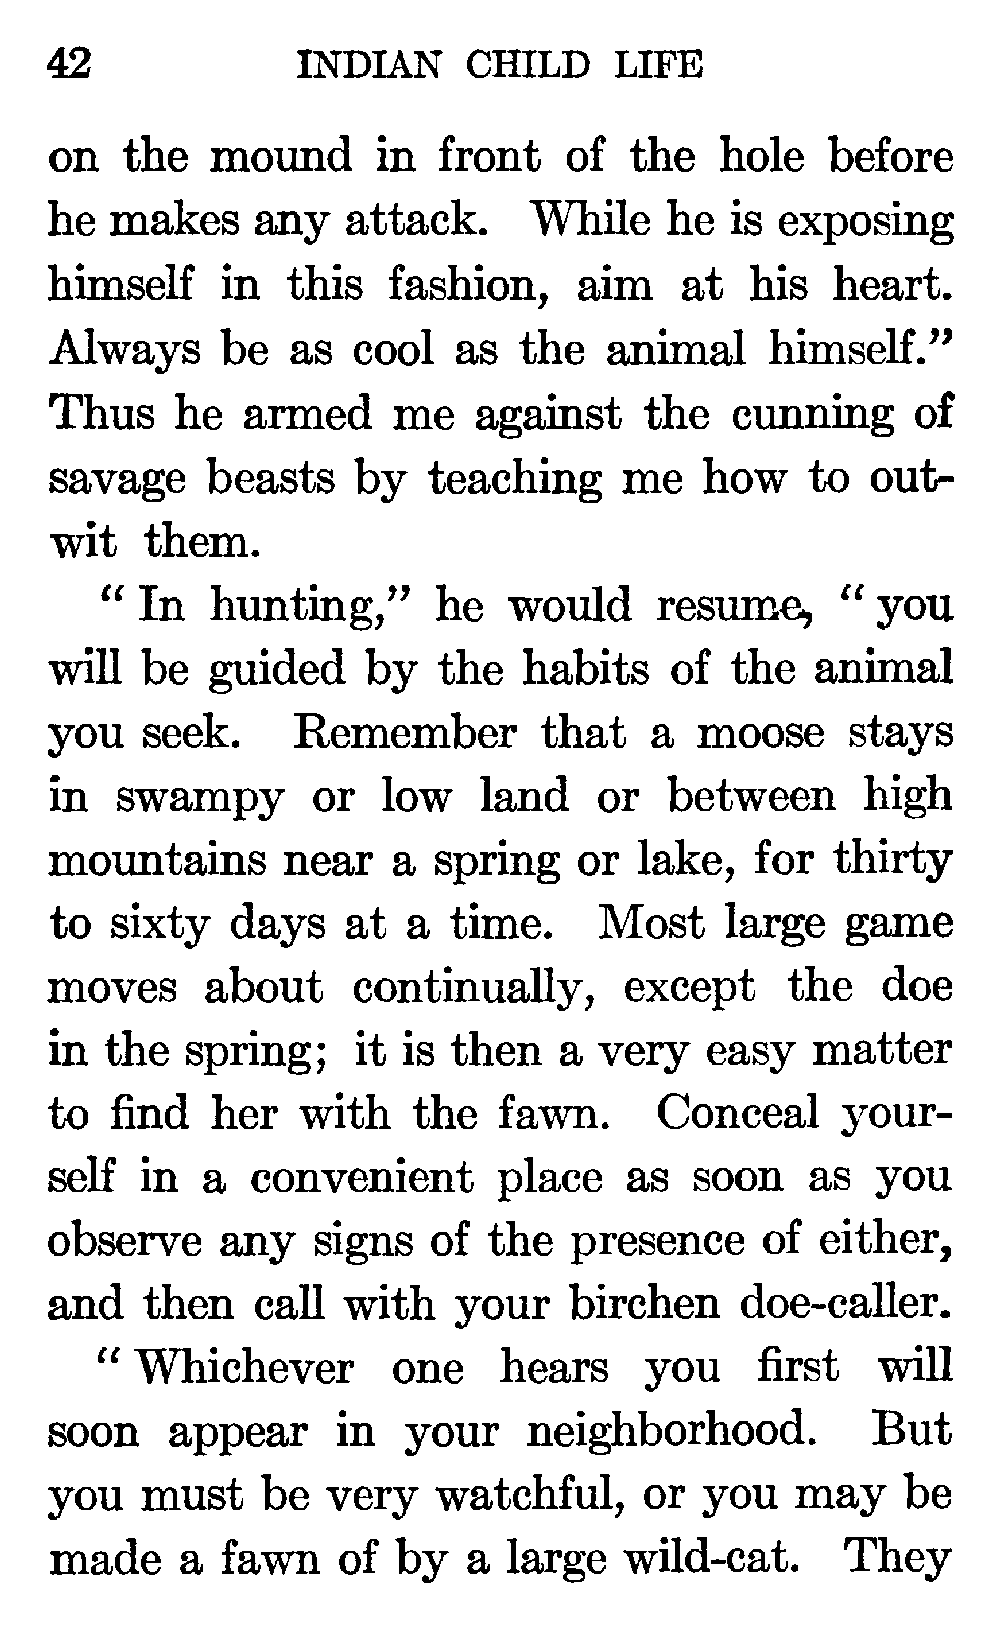 42 INDIAN CHILD LIFE
on the mound in front of the hole before
he makes any attack. While he is exposing
himself in this fashion, aim at his heart.
Always be as cool as the animal himself.”
Thus he armed me against the cunning of
savage beasts by teaching me how to out-
wit them.
“ In hunting,” he would resume, “ you
will be guided by the habits of the animal
you seek. Remember that a moose stays
in swampy or low land or between high
mountains near a spring or lake, for thirty
to sixty days at a time. Most large game
moves about continually, except the doe
in the spring; it is then a very easy matter
to find her with the fawn. Conceal your-
self in a convenient place as soon as you
observe any signs of the presence of either,
and then call with your birchen doe-caller.
“ Whichever one hears you first will
soon appear in your neighborhood. But
you must be very watchful, or you may be
made a fawn of by a large wild-cat. They